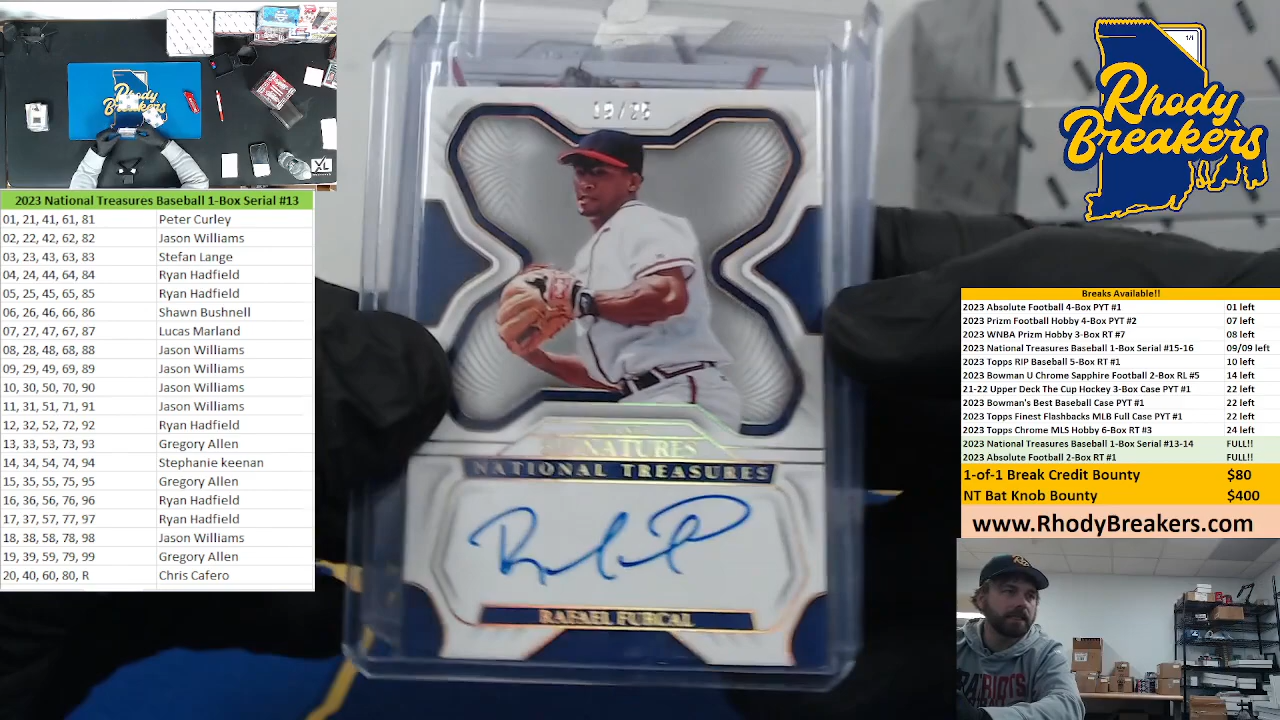 2023 National Treasures Baseball 1-Box Serial #13
01, 21, 41, 61, 81 Peter Curley
02, 22, 42, 62, 82 Jason Williams
03, 23, 43, 63, 83 Stefan Lange
04, 24, 44, 64, 84 Ryan Hadfield
05, 25, 45, 65, 85 Ryan Hadfield
06, 26, 46, 66, 86 Shawn Bushnell
07, 27, 47, 67, 87 Lucas Marland
08, 28, 48, 68, 88 Jason Williams
09, 29, 49, 69, 89 Jason Williams
10, 30, 50, 70, 90 Jason Williams
11, 31, 51, 71, 91 Jason Williams
12, 32, 52, 72, 92 Ryan Hadfield
13, 33, 53, 73, 93 Gregory Allen
14, 34, 54, 74, 94 Stephanie keenan
15, 35, 55, 75, 95 Gregory Allen
16, 36, 56, 76, 96 Ryan Hadfield
17, 37, 57, 77, 97 Ryan Hadfield
18, 38, 58, 78, 98 Jason Williams
19, 39, 59, 79, 99 Gregory Allen
20, 40, 60, 80, R Chris Cafero
Rhody
Breakers
NATIONAL TREASURES
RAFAEL FURCAL
1/1
Rhody
Breakers
Breaks Available!!
2023 Absolute Football 4-Box PYT #1 01 left
2023 Prizm Football Hobby 4-Box PYT #2 07 left
2023 WNBA Prizm Hobby 3-Box RT #7 08 left
2023 National Treasures Baseball 1-Box Serial #15-16 09/09 left
2023 Topps RIP Baseball 5-Box RT #1 10 left
2023 Bowman U Chrome Sapphire Football 2-Box RL #5 14 left
21-22 Upper Deck The Cup Hockey 3-Box Case PYT #1 22 left
2023 Bowman's Best Baseball Case PYT #1 22 left
2023 Topps Finest Flashbacks MLB Full Case PYT #1 22 left
2023 Topps Chrome MLS Hobby 6-Box RT #3 24 left
2023 National Treasures Baseball 1-Box Serial #13-14 FULL!!
2023 Absolute Football 2-Box RT #1 FULL!!
1-of-1 Break Credit Bounty $80
NT Bat Knob Bounty $400
www.RhodyBreakers.com